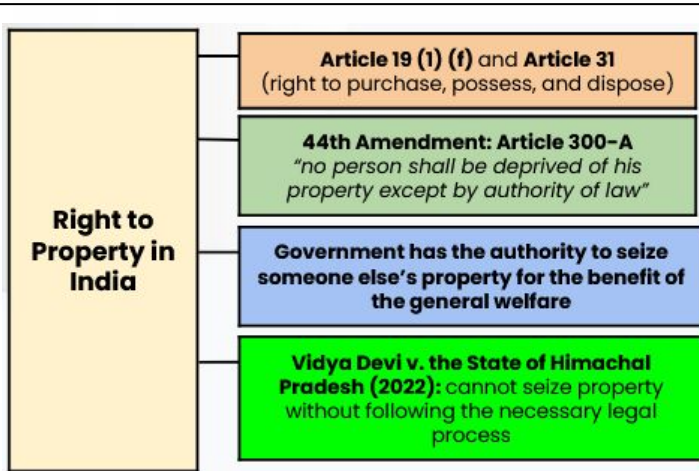 Right to
Property in
India
Article 19 (1) (f) and Article 31
(right to purchase, possess, and dispose)
44th Amendment: Article 300-A
“no person shall be deprived of his
property except by authority of law”
Government has the authority to seize
someone else’s property for the benefit of
the general welfare
Vidya Devi v. the State of Himachal
Pradesh (2022): cannot seize property
without following the necessary legal
process